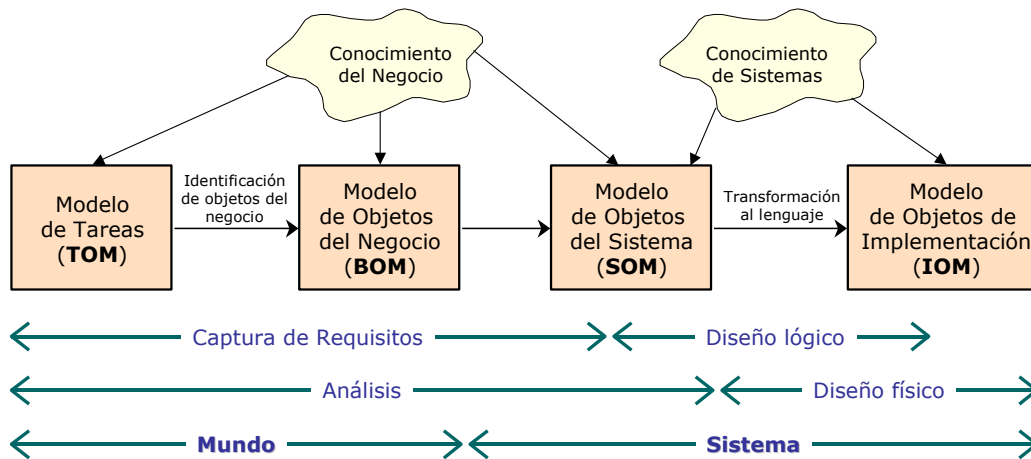 Conocimiento
del Negocio
Conocimiento
de Sistemas
Modelo
de Tareas
(TOM)
Identificación
de objetos del
negocio
Modelo
de Objetos
del Negocio
(BOM)
Modelo
de Objetos
del Sistema
(SOM)
Transformación
al lenguaje
Modelo
de Objetos de
Implementación
(IOM)
Captura de Requisitos
Diseño lógico
Análisis
Diseño físico
Mundo
Sistema